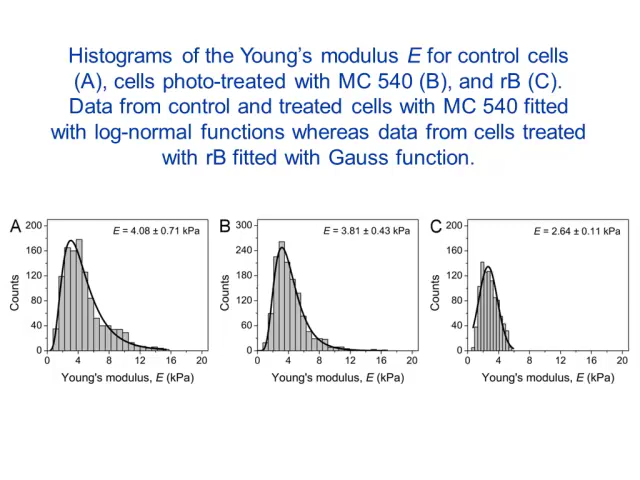 Histograms of the Young’s modulus E for control cells
(A), cells photo-treated with MC 540 (B), and rB (C).
Data from control and treated cells with MC 540 fitted
with log-normal functions whereas data from cells treated
with rB fitted with Gauss function.
A
E = 4.08 ± 0.71 kPa
200
160
120
80
40
0
Counts
0 4 8 12 16 20
Young's modulus, E (kPa)
B
E = 3.81 ± 0.43 kPa
300
240
180
120
60
0
Counts
0 4 8 12 16 20
Young's modulus, E (kPa)
C
E = 2.64 ± 0.11 kPa
200
160
120
80
40
0
Counts
0 4 8 12 16 20
Young's modulus, E (kPa)